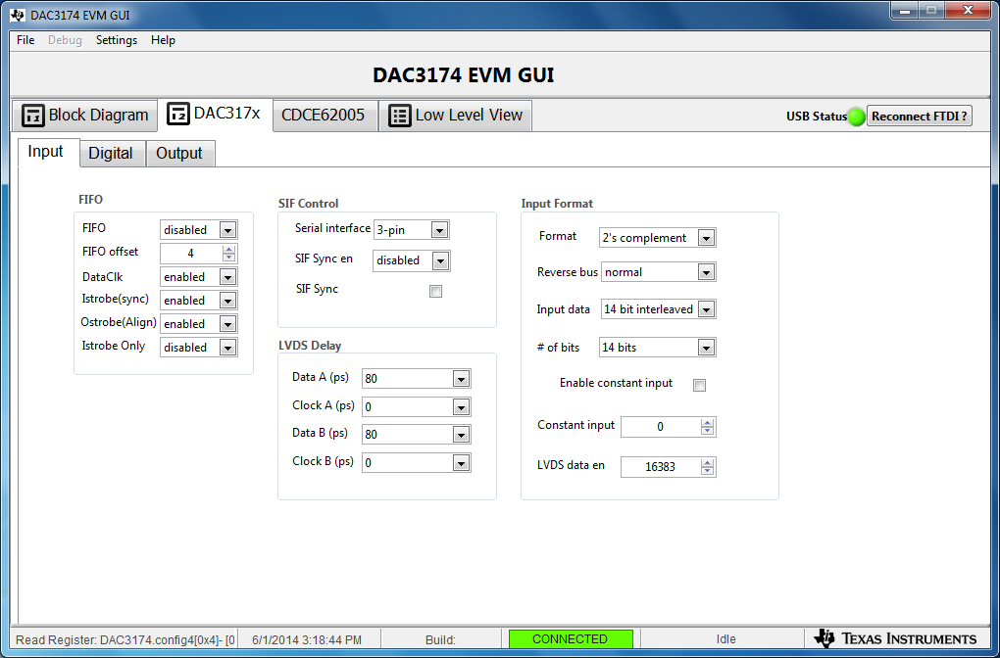 DAC3174 EVM GUI
File Debug Settings Help
DAC3174 EVM GUI
Block Diagram DAC317x CDCE62005 Low Level View USB Status Reconnect FTDI ?
Input Digital Output
FIFO
FIFO disabled
FIFO offset 4
DataClk enabled
Istrobe(sync) enabled
Ostrobe(Align) enabled
Istrobe Only disabled
SIF Control
Serial interface 3-pin
SIF Sync en disabled
SIF Sync
LVDS Delay
Data A (ps) 80
Clock A (ps) 0
Data B (ps) 80
Clock B (ps) 0
Input Format
Format 2's complement
Reverse bus normal
Input data 14 bit interleaved
# of bits 14 bits
Enable constant input
Constant input 0
LVDS data en 16383
Read Register: DAC3174.config4[0x4]- [0 6/1/2014 3:18:44 PM Build: CONNECTED Idle TEXAS INSTRUMENTS